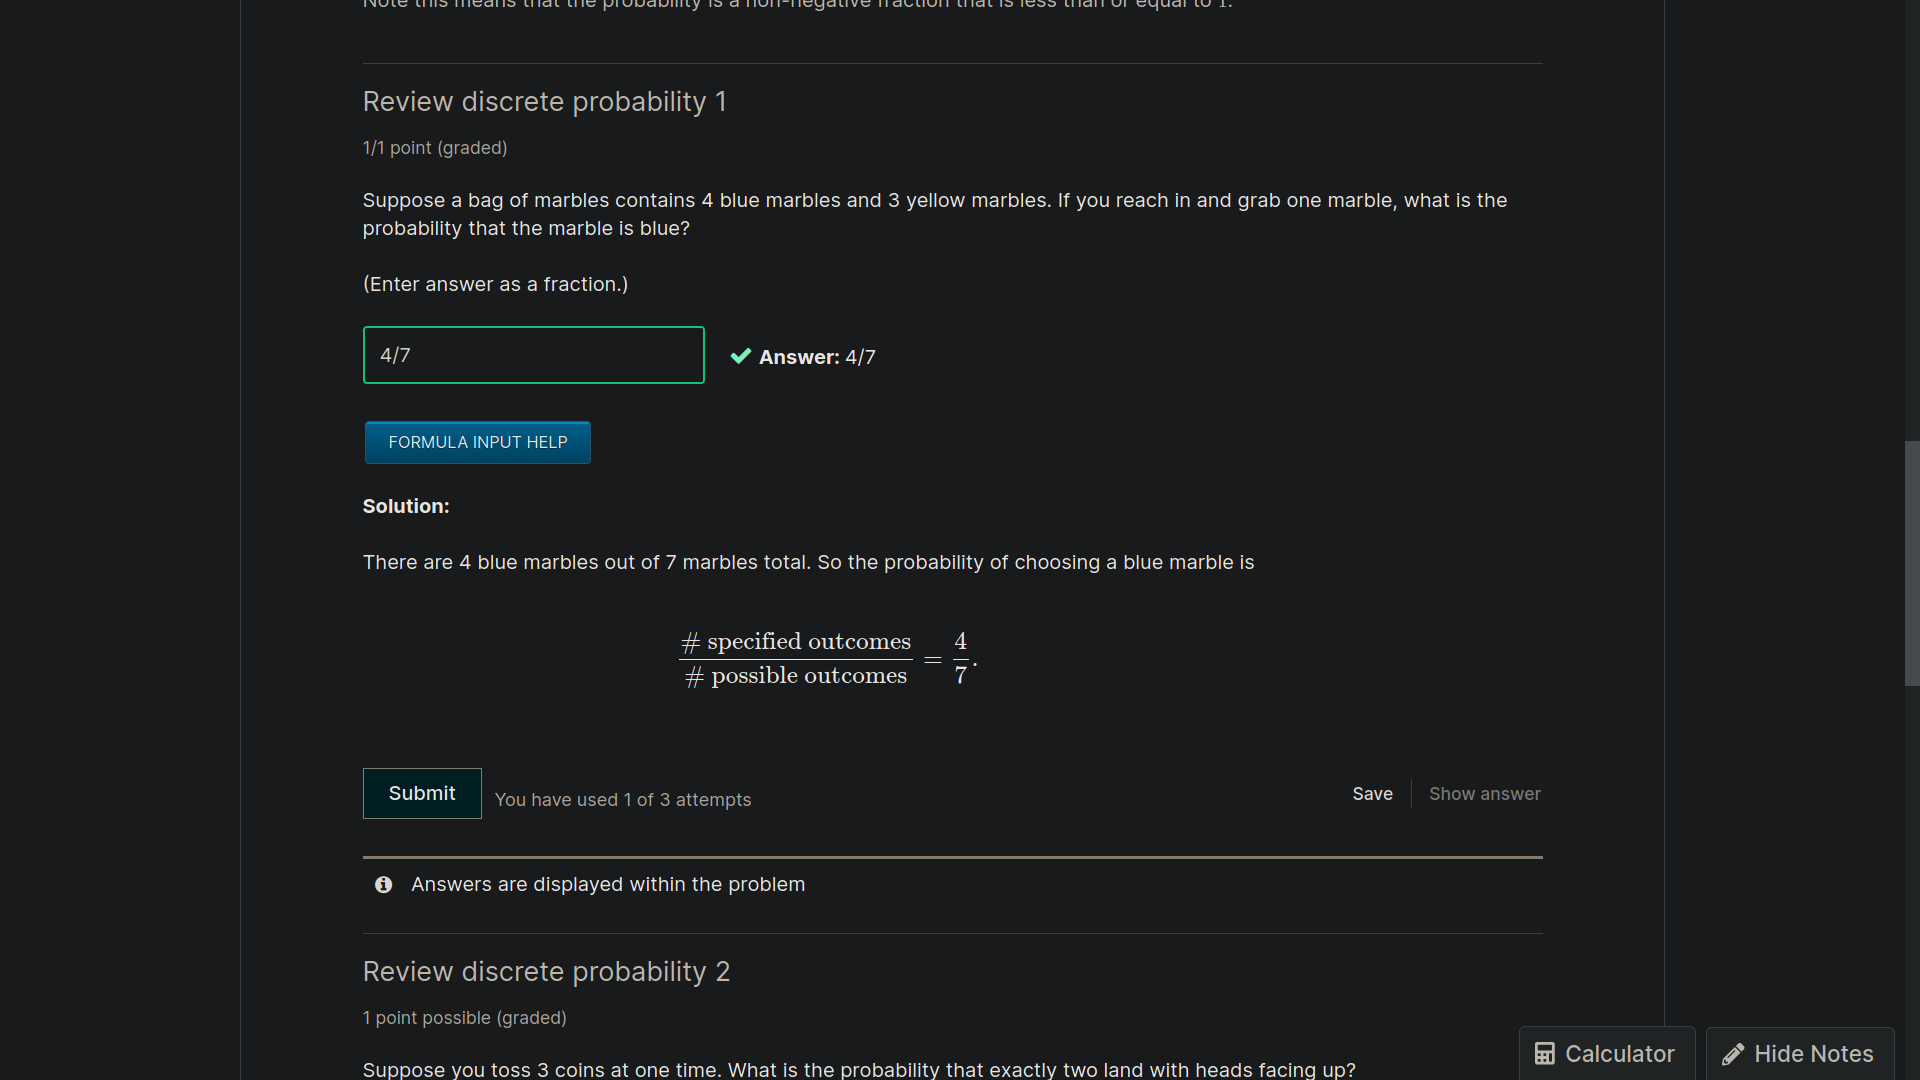 Note this means that the probability is a non-negative fraction that is less than or equal to 1.
Review discrete probability 1
1/1 point (graded)
Suppose a bag of marbles contains 4 blue marbles and 3 yellow marbles. If you reach in and grab one marble, what is the
probability that the marble is blue?
(Enter answer as a fraction.)
4/7
Answer: 4/7
FORMULA INPUT HELP
Solution:
There are 4 blue marbles out of 7 marbles total. So the probability of choosing a blue marble is
# specified outcomes / # possible outcomes = 4/7.
Submit
You have used 1 of 3 attempts
Save
Show answer
Answers are displayed within the problem
Review discrete probability 2
1 point possible (graded)
Suppose you toss 3 coins at one time. What is the probability that exactly two land with heads facing up?
Calculator
Hide Notes